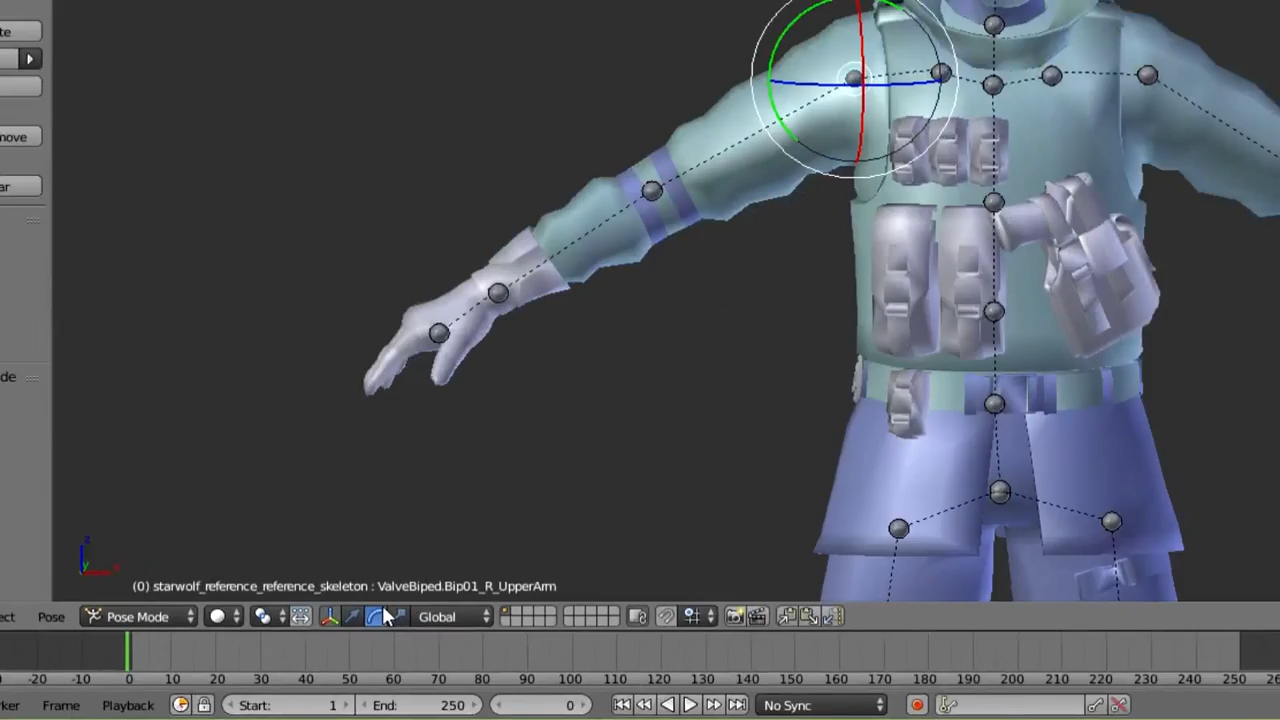 te
move
ar
de
z
y x
(0) starwolf_reference_reference_skeleton : ValveBiped.Bip01_R_UpperArm
ect Pose Pose Mode Global
-20 -10 0 10 20 30 40 50 60 70 80 90 100 110 120 130 140 150 160 170 180 190 200 210 220 230 240 250 26
ker Frame Playback Start: 1 End: 250 0 No Sync